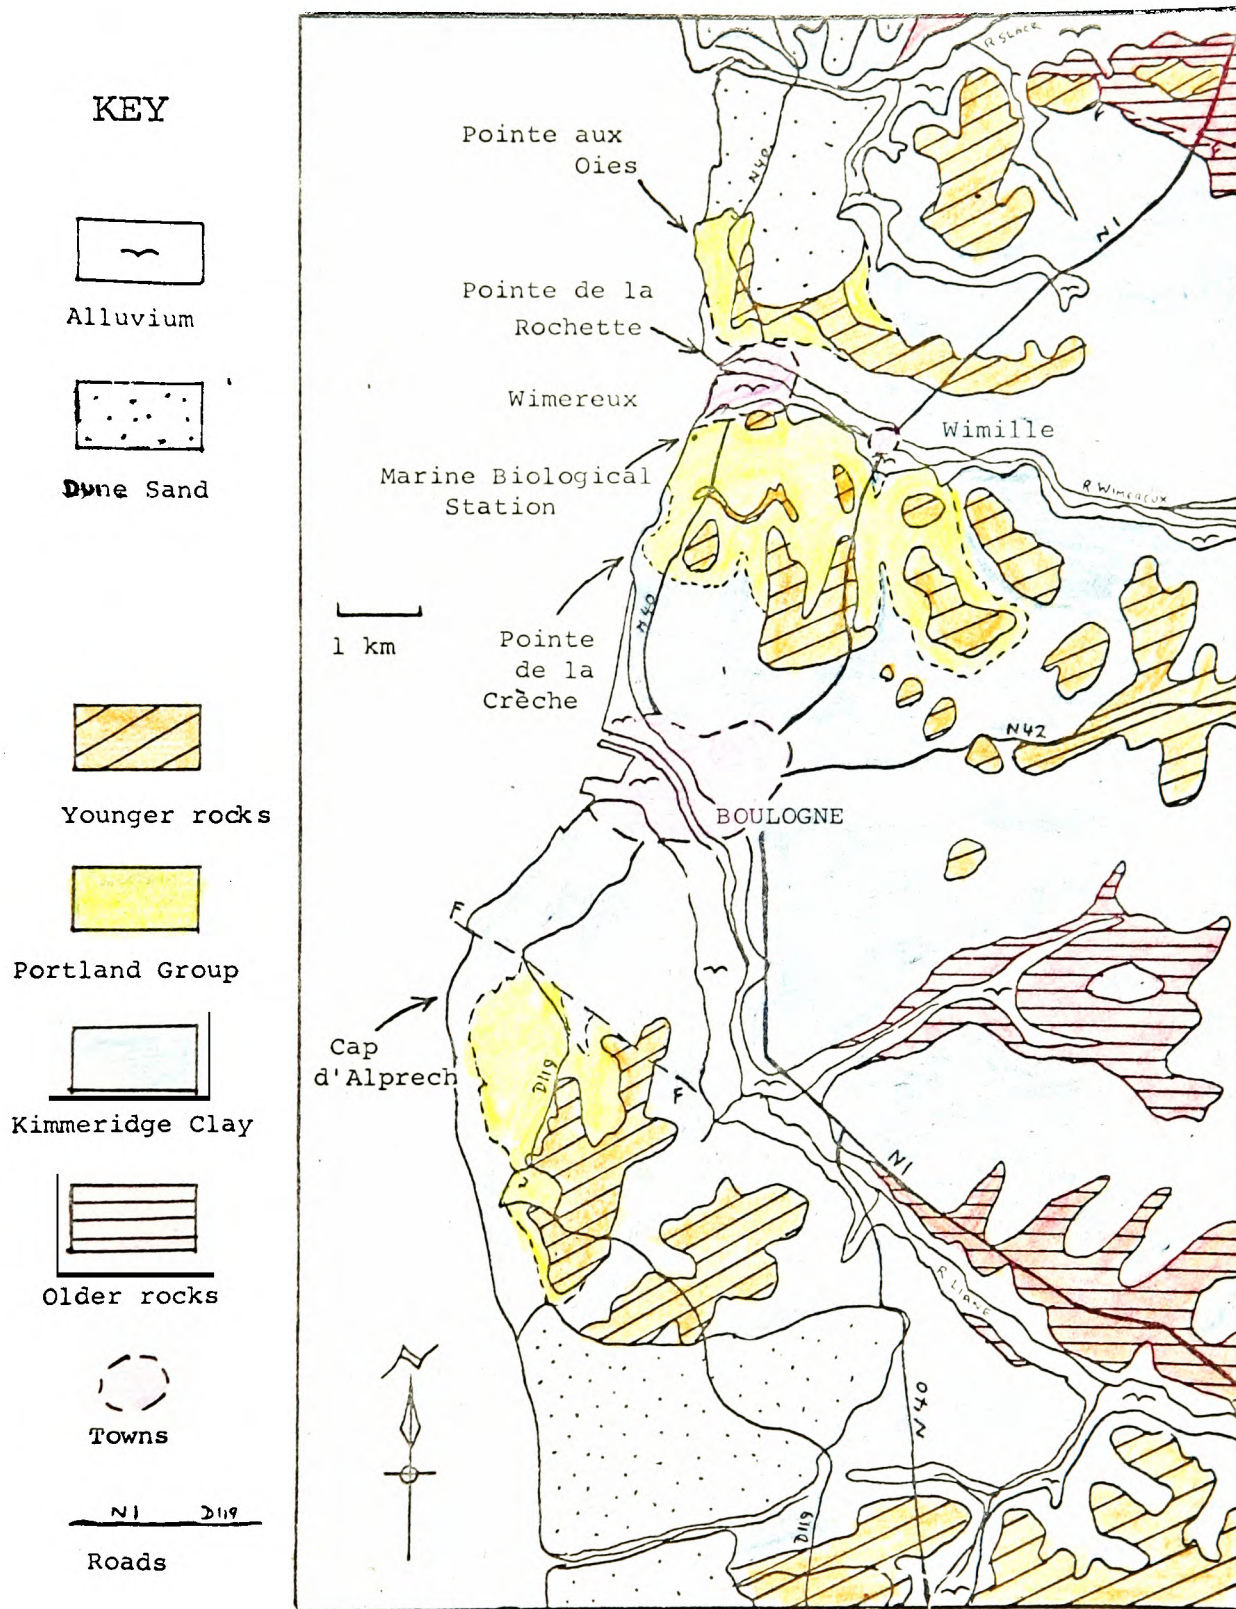 KEY
Alluvium
Dune Sand
Younger rocks
Portland Group
Kimmeridge Clay
Older rocks
Towns
N1 D119
Roads
R SLACK
F
F
Pointe aux
Oies
N40
N1
Pointe de la
Rochette
Wimereux
Wimille
Marine Biological
Station
R WIMEREUX
1 km
N40
Pointe
de la
Crèche
N42
BOULOGNE
F
Cap
d'Alprech
D119
F
N1
R LIANE
N40
D119